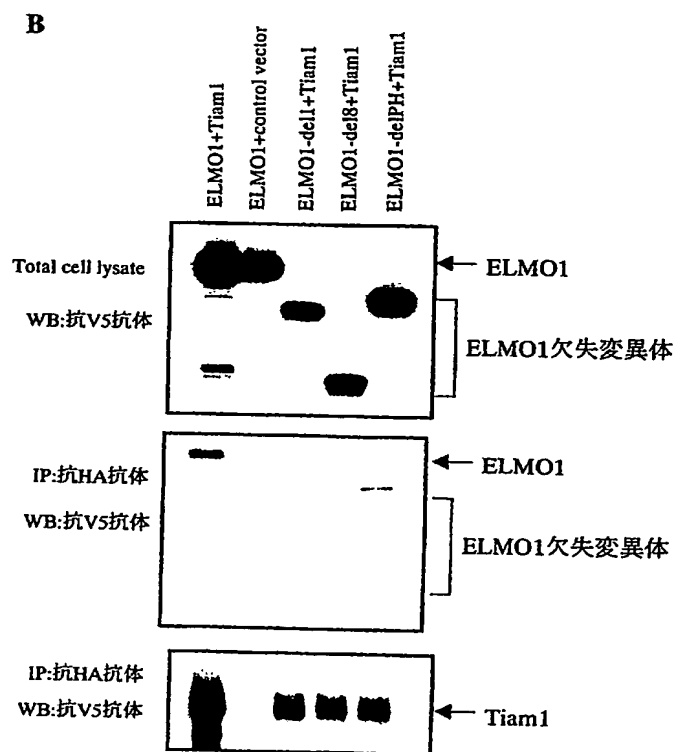 B
ELMO1+Tiam1
ELMO1+control vector
ELMO1-del1+Tiam1
ELMO1-del8+Tiam1
ELMO1-delPH+Tiam1
Total cell lysate
WB:抗V5抗体
ELMO1
ELMO1欠失変異体
IP:抗HA抗体
WB:抗V5抗体
ELMO1
ELMO1欠失変異体
IP:抗HA抗体
WB:抗V5抗体
Tiam1